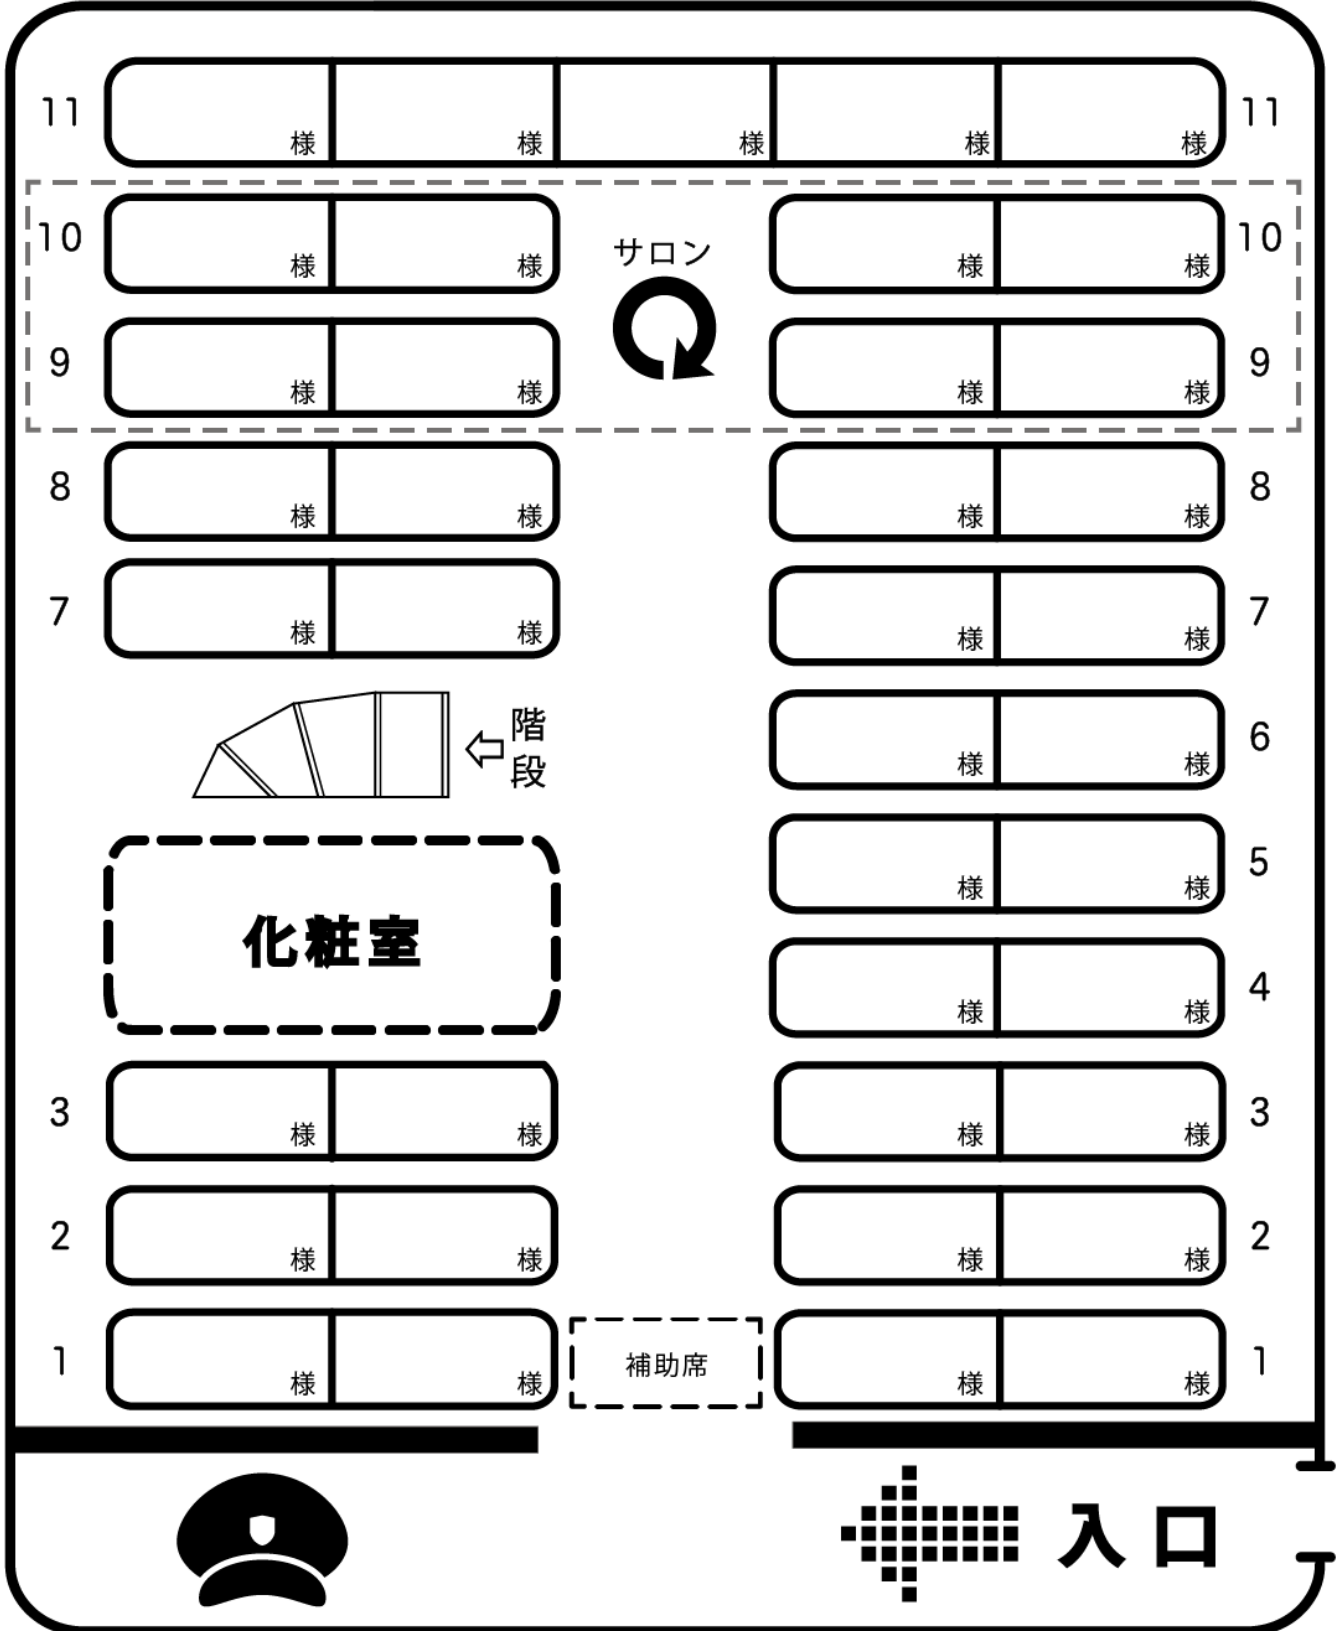 11 様 様 様 様 様 11
サロン
10 様 様 様 様 10
9 様 様 様 様 9
8 様 様 様 様 8
7 様 様 様 様 7
階段
様 様 6
様 様 5
化粧室
様 様 4
3 様 様 様 様 3
2 様 様 様 様 2
1 様 様 補助席 様 様 1
入口